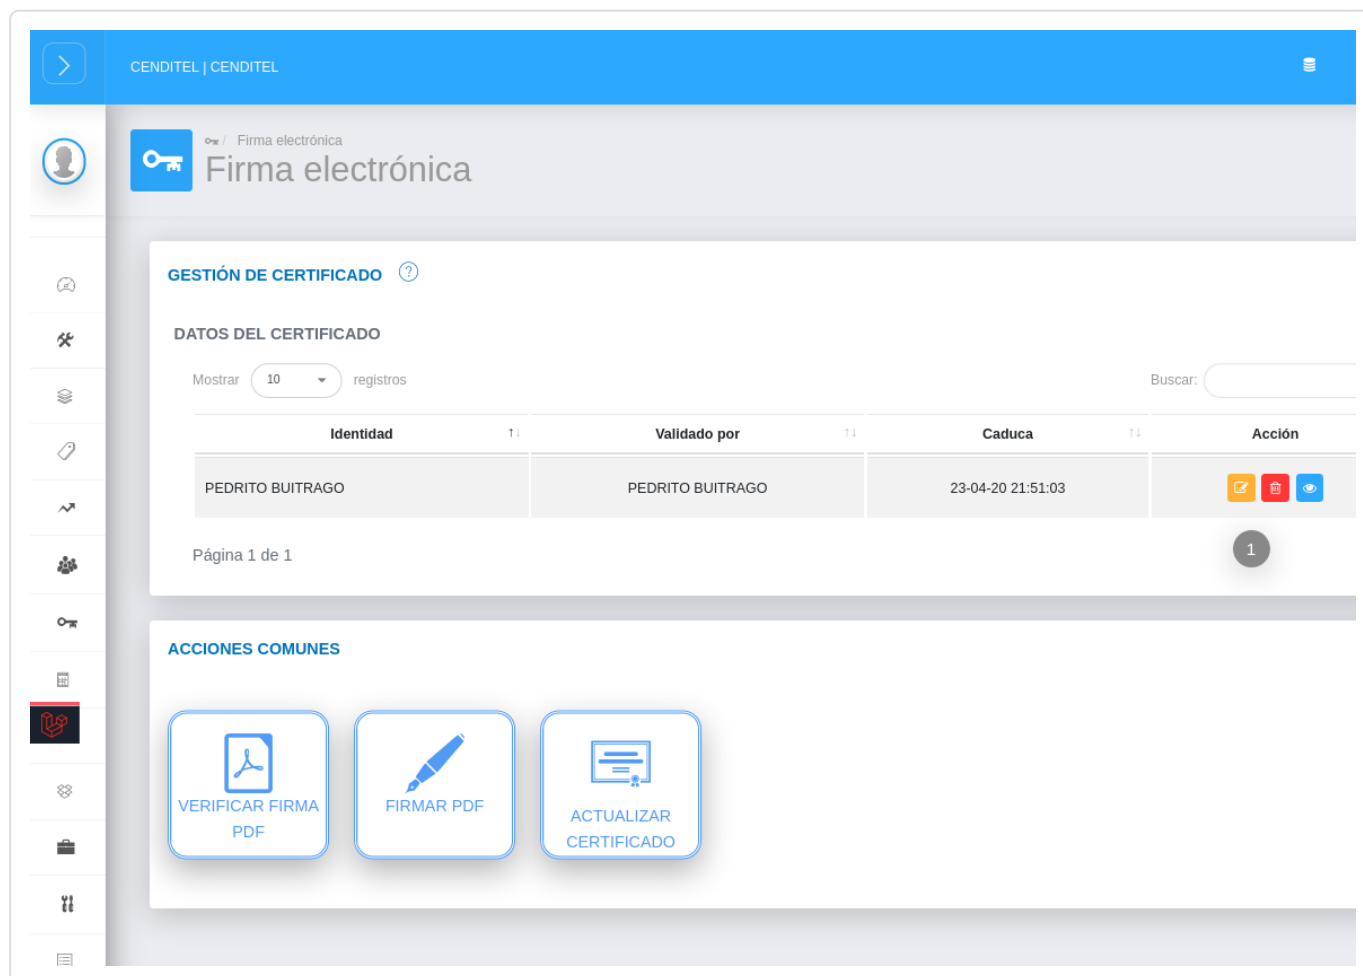 CENDITEL | CENDITEL
/ Firma electrónica
Firma electrónica
GESTIÓN DE CERTIFICADO ?
DATOS DEL CERTIFICADO
Mostrar 10 registros
Buscar:
Identidad Validado por Caduca Acción
PEDRITO BUITRAGO PEDRITO BUITRAGO 23-04-20 21:51:03
Página 1 de 1
1
ACCIONES COMUNES
VERIFICAR FIRMA
PDF
FIRMAR PDF
ACTUALIZAR
CERTIFICADO